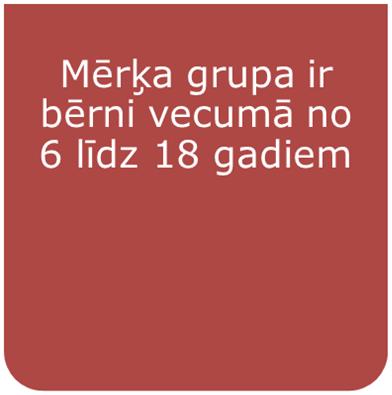 Mērķa grupa ir
bērni vecumā no
6 līdz 18 gadiem